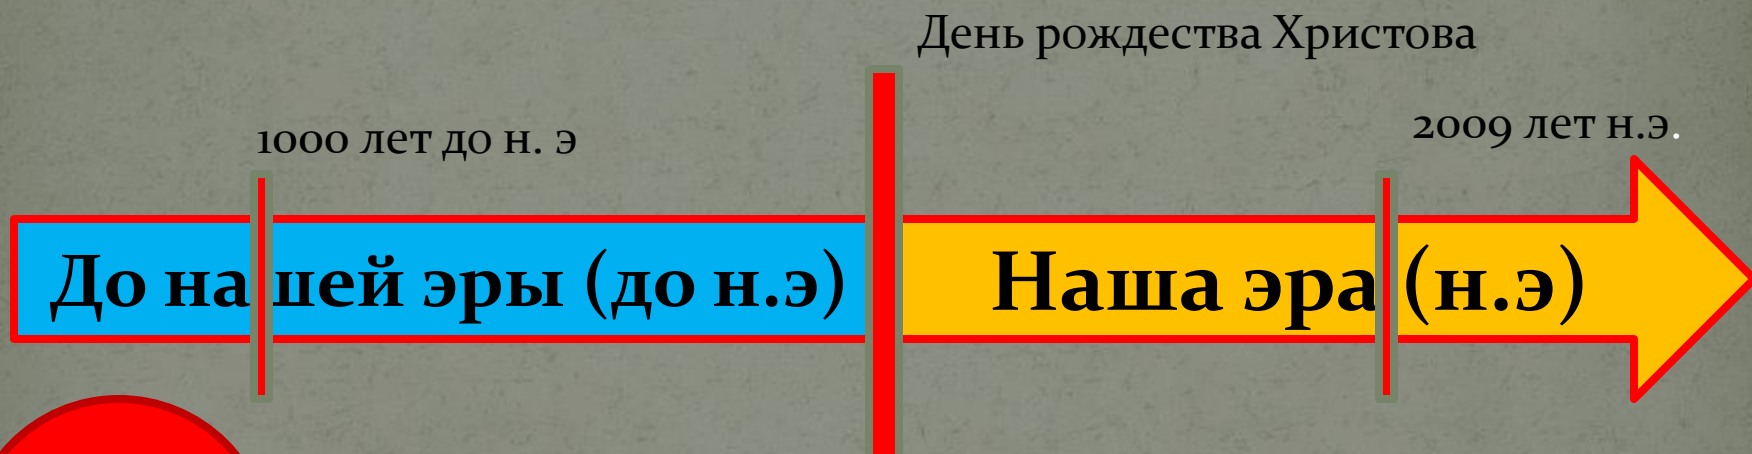 День рождества Христова
1000 лет до н. э
2009 лет н.э.
До нашей эры (до н.э)
Наша эра (н.э)